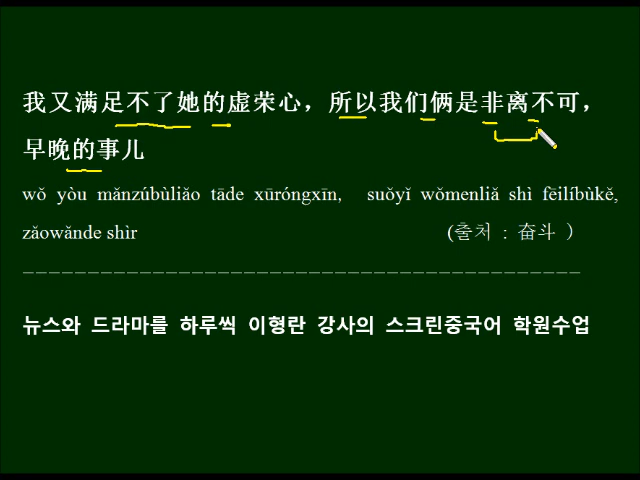 我又满足不了她的虚荣心，所以我们俩是非离不可，
早晚的事儿
wǒ yòu mǎnzúbùliǎo tāde xūróngxīn, suǒyǐ wǒmenliǎ shì fēilíbùkě,
zǎowǎnde shìr (출처 : 奋斗 )
뉴스와 드라마를 하루씩 이형란 강사의 스크린중국어 학원수업